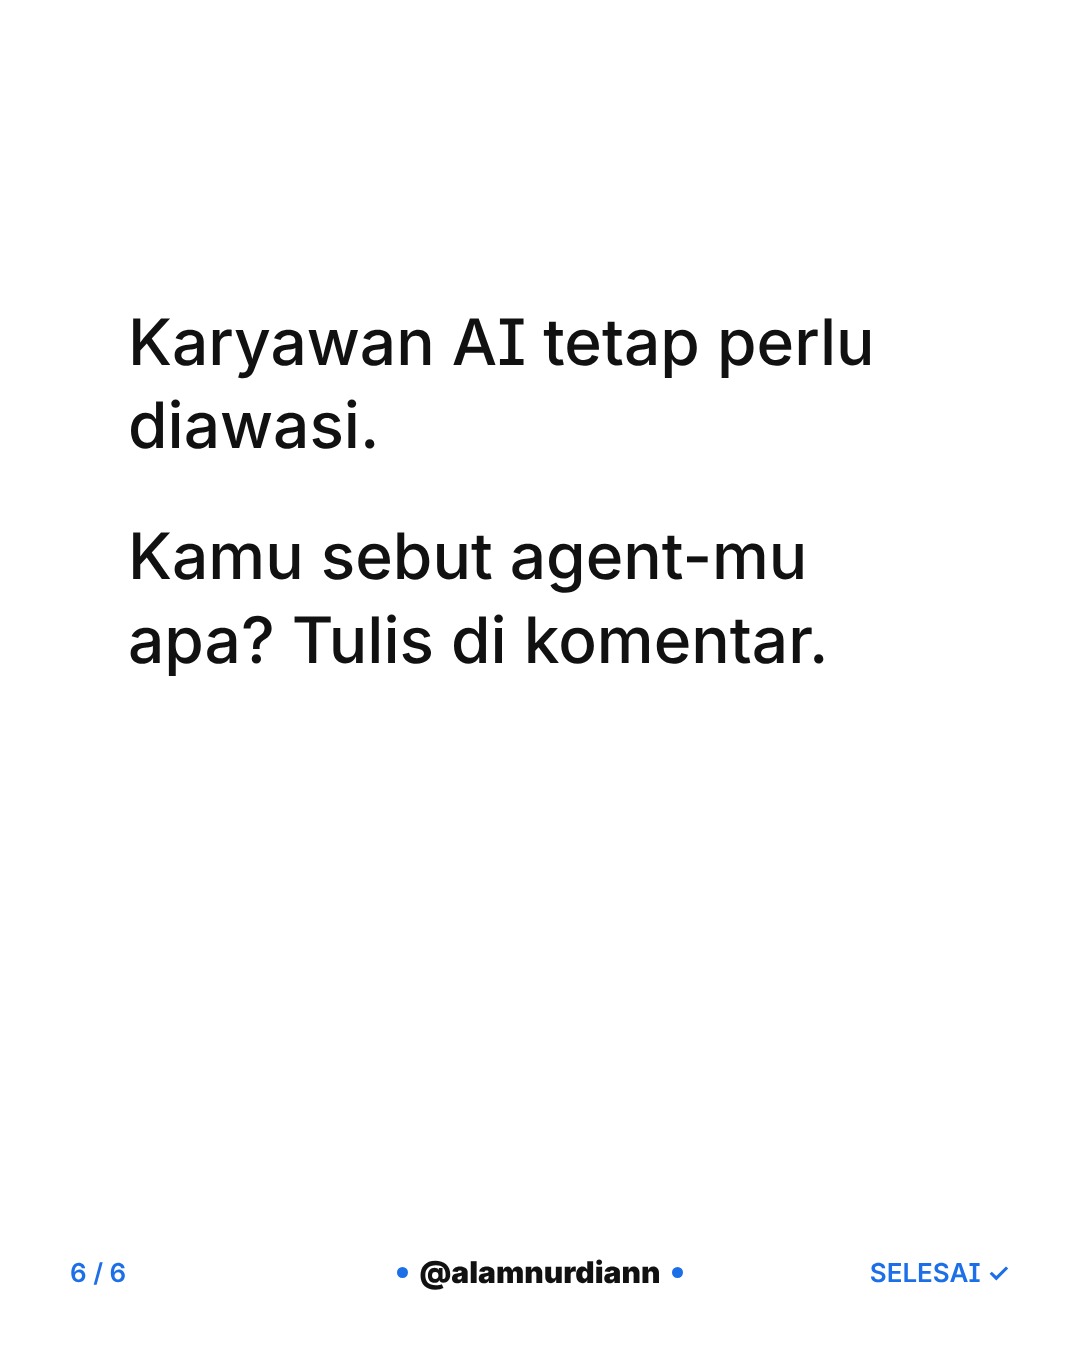 Karyawan AI tetap perlu
diawasi.
Kamu sebut agent-mu
apa? Tulis di komentar.
6 / 6
• @alamnurdiann •
SELESAI ✓